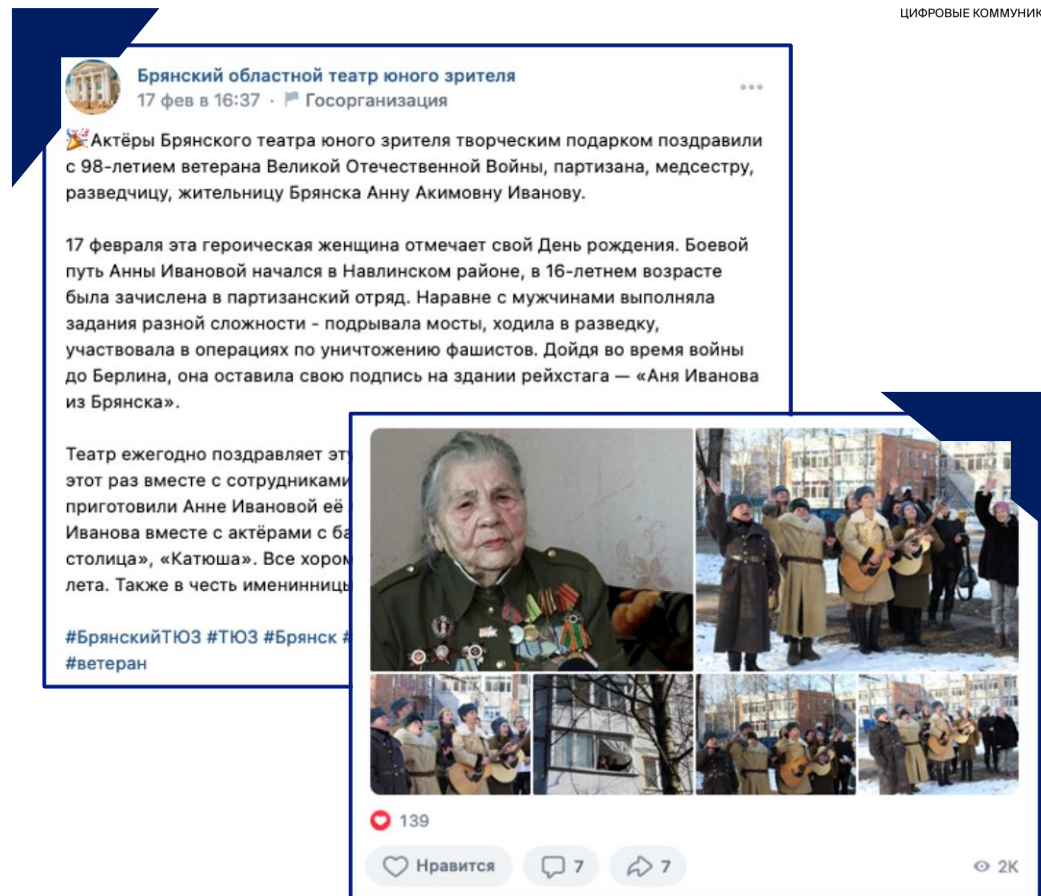 ЦИФРОВЫЕ КОММУНИК
Брянский областной театр юного зрителя
17 фев в 16:37 · Госорганизация
🎉Актёры Брянского театра юного зрителя творческим подарком поздравили
с 98-летием ветерана Великой Отечественной Войны, партизана, медсестру,
разведчицу, жительницу Брянска Анну Акимовну Иванову.
17 февраля эта героическая женщина отмечает свой День рождения. Боевой
путь Анны Ивановой начался в Навлинском районе, в 16-летнем возрасте
была зачислена в партизанский отряд. Наравне с мужчинами выполняла
задания разной сложности - подрывала мосты, ходила в разведку,
участвовала в операциях по уничтожению фашистов. Дойдя во время войны
до Берлина, она оставила свою подпись на здании рейхстага — «Аня Иванова
из Брянска».
Театр ежегодно поздравляет эту
этот раз вместе с сотрудниками
приготовили Анне Ивановой её
Иванова вместе с актёрами с ба
столица», «Катюша». Все хором
лета. Также в честь именинницы
#БрянскийТЮЗ #ТЮЗ #Брянск #
#ветеран
139
Нравится 7 7 2K